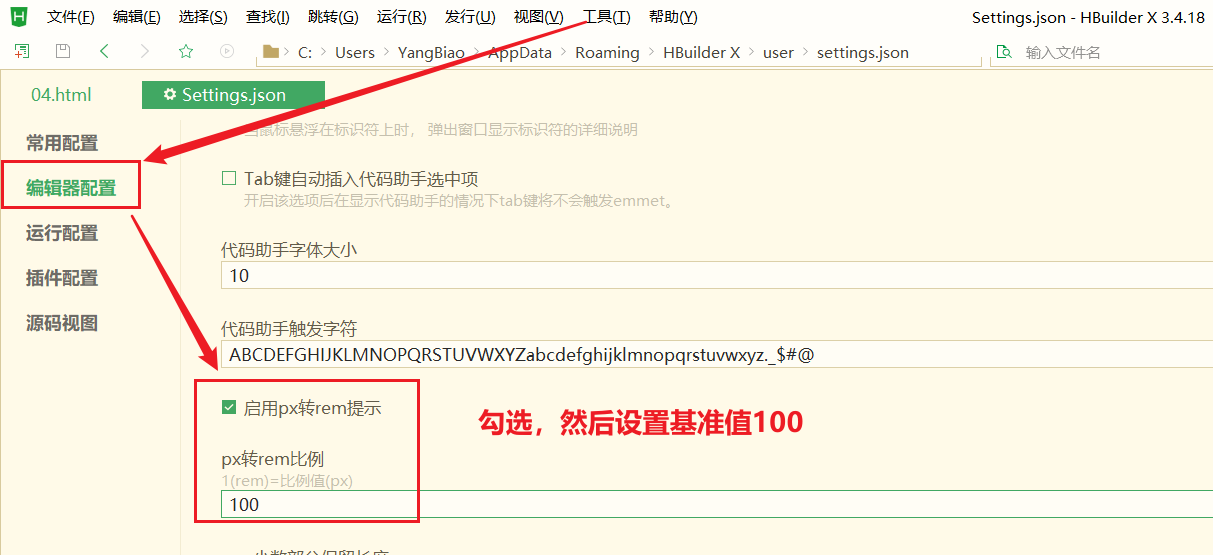 文件(F) 编辑(E) 选择(S) 查找(I) 跳转(G) 运行(R) 发行(U) 视图(V) 工具(T) 帮助(Y) Settings.json - HBuilder X 3.4.18
C: Users YangBiao AppData Roaming HBuilder X user settings.json 输入文件名
04.html Settings.json
当鼠标悬浮在标识符上时， 弹出窗口显示标识符的详细说明
常用配置
编辑器配置
运行配置
插件配置
源码视图
Tab键自动插入代码助手选中项
开启该选项后在显示代码助手的情况下tab键将不会触发emmet。
代码助手字体大小
10
代码助手触发字符
ABCDEFGHIJKLMNOPQRSTUVWXYZabcdefghijklmnopqrstuvwxyz._$#@
启用px转rem提示
勾选，然后设置基准值100
px转rem比例
1(rem)=比例值(px)
100
小数部分保留长度